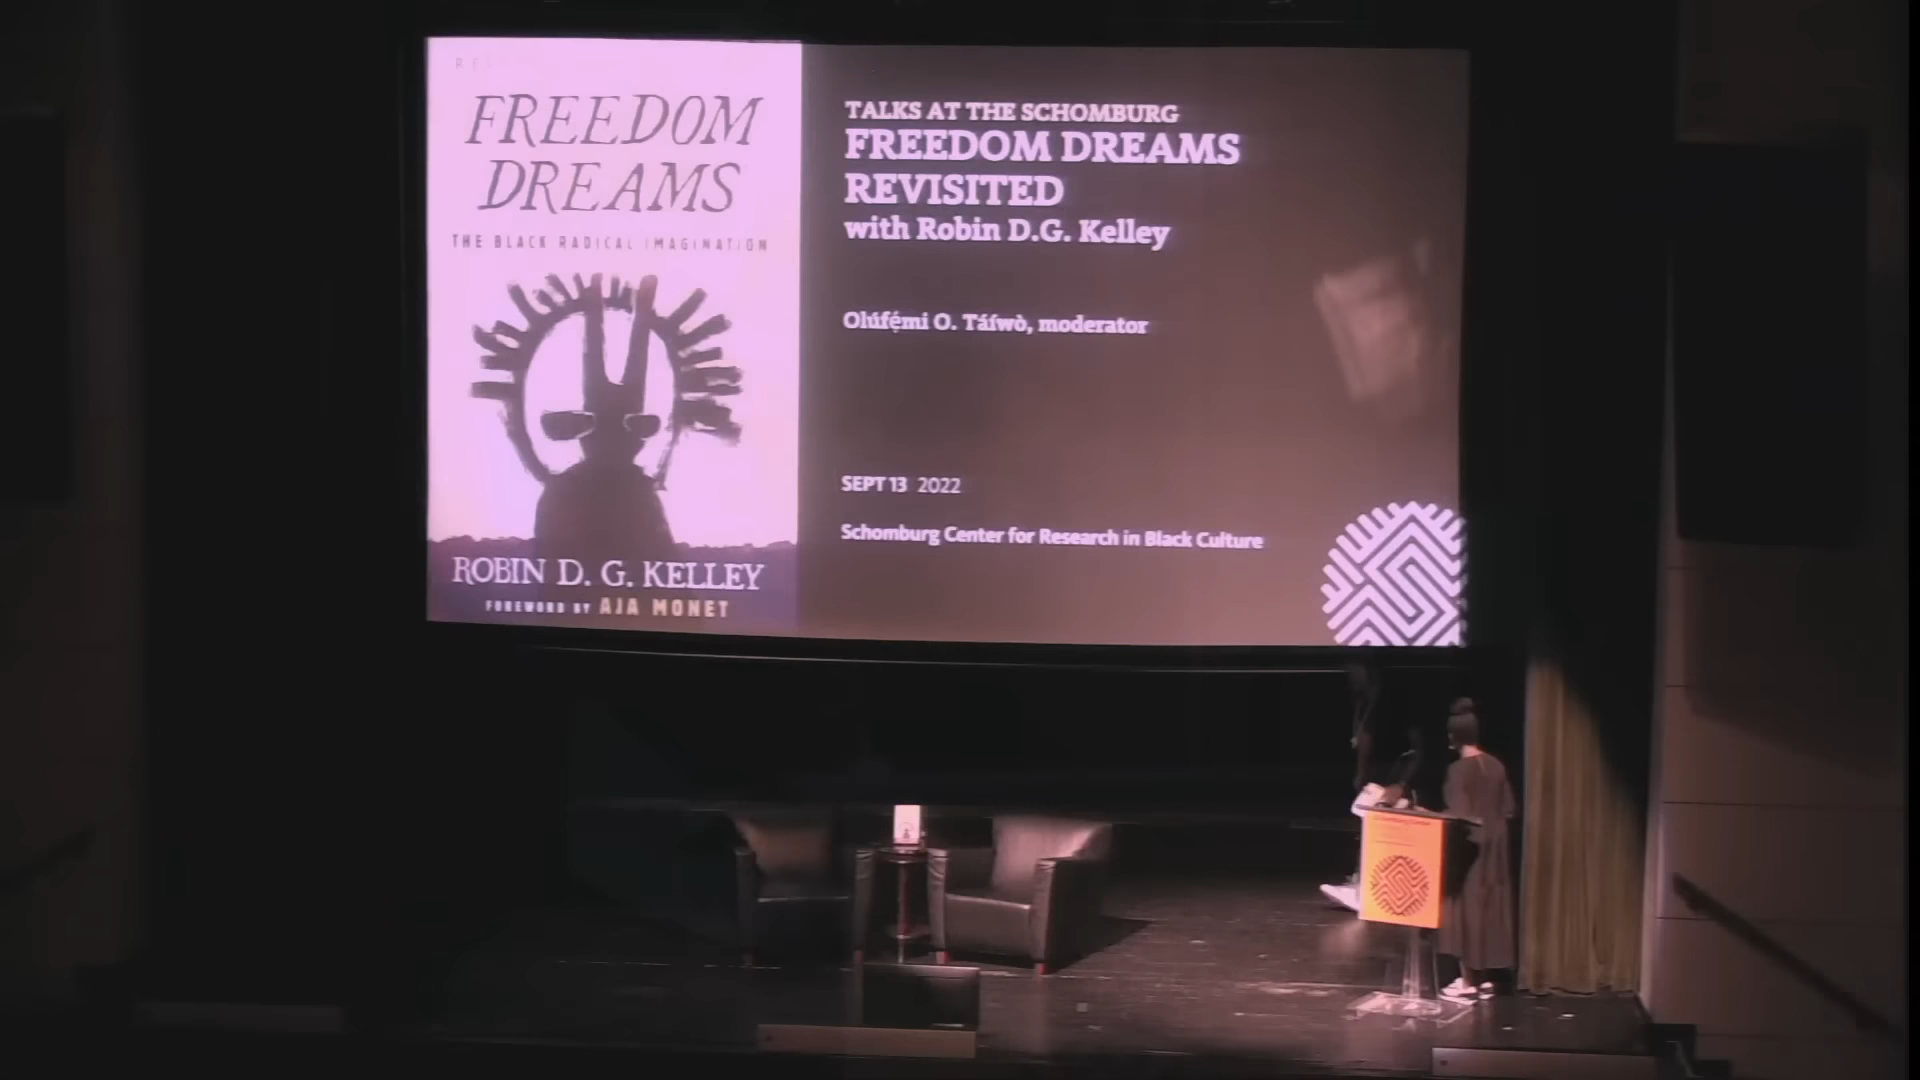 FREEDOM
DREAMS
THE BLACK RADICAL IMAGINATION
ROBIN D. G. KELLEY
FOREWORD BY AJA MONET
TALKS AT THE SCHOMBURG
FREEDOM DREAMS
REVISITED
with Robin D.G. Kelley
Olúfẹ́mi O. Táíwò, moderator
SEPT 13 2022
Schomburg Center for Research in Black Culture